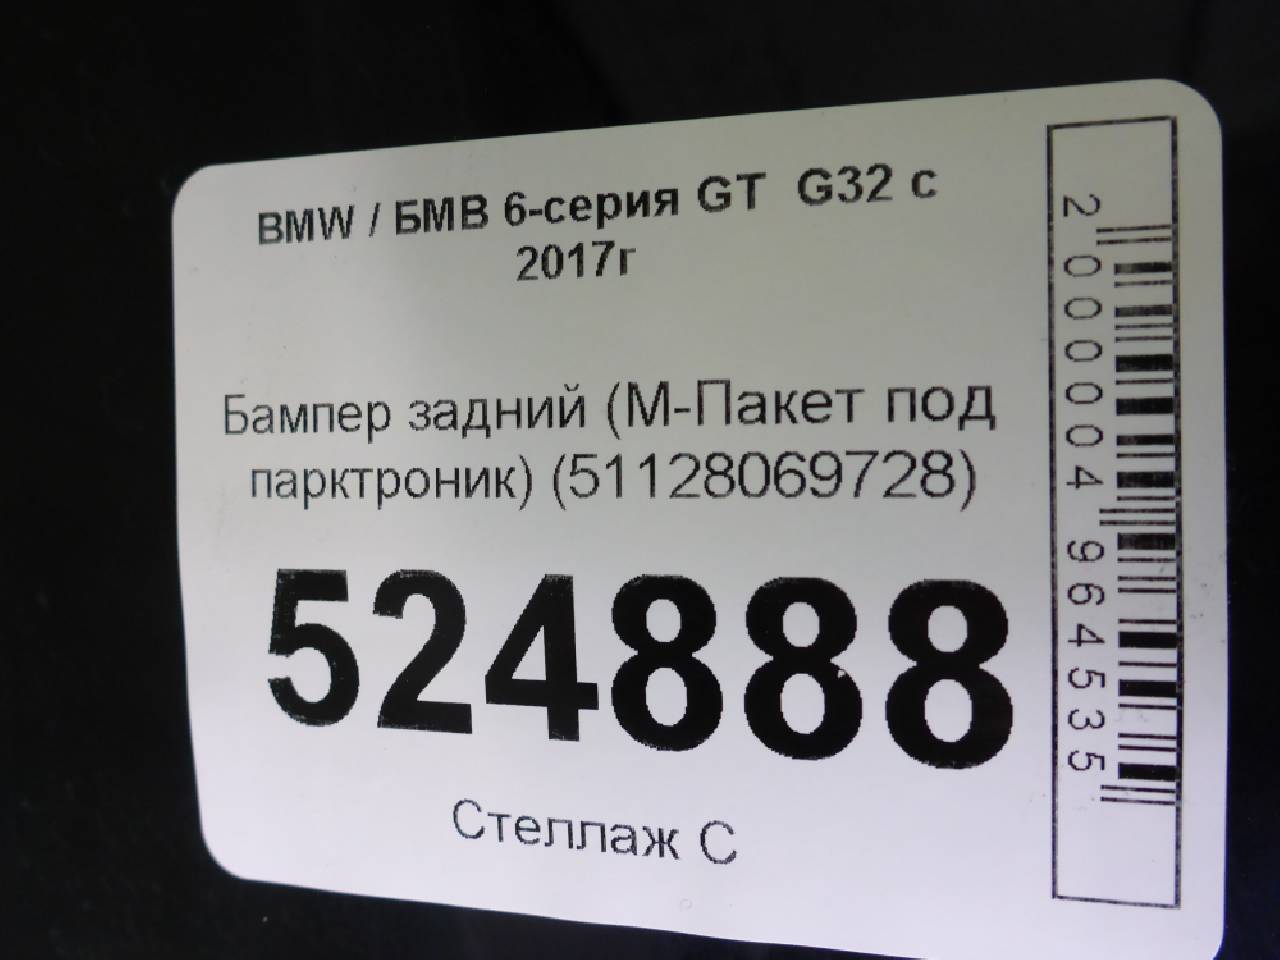 BMW / БМВ 6-серия GT  G32 с
2017г
Бампер задний (М-Пакет под
парктроник) (51128069728)
524888
Стеллаж С
2000004964535